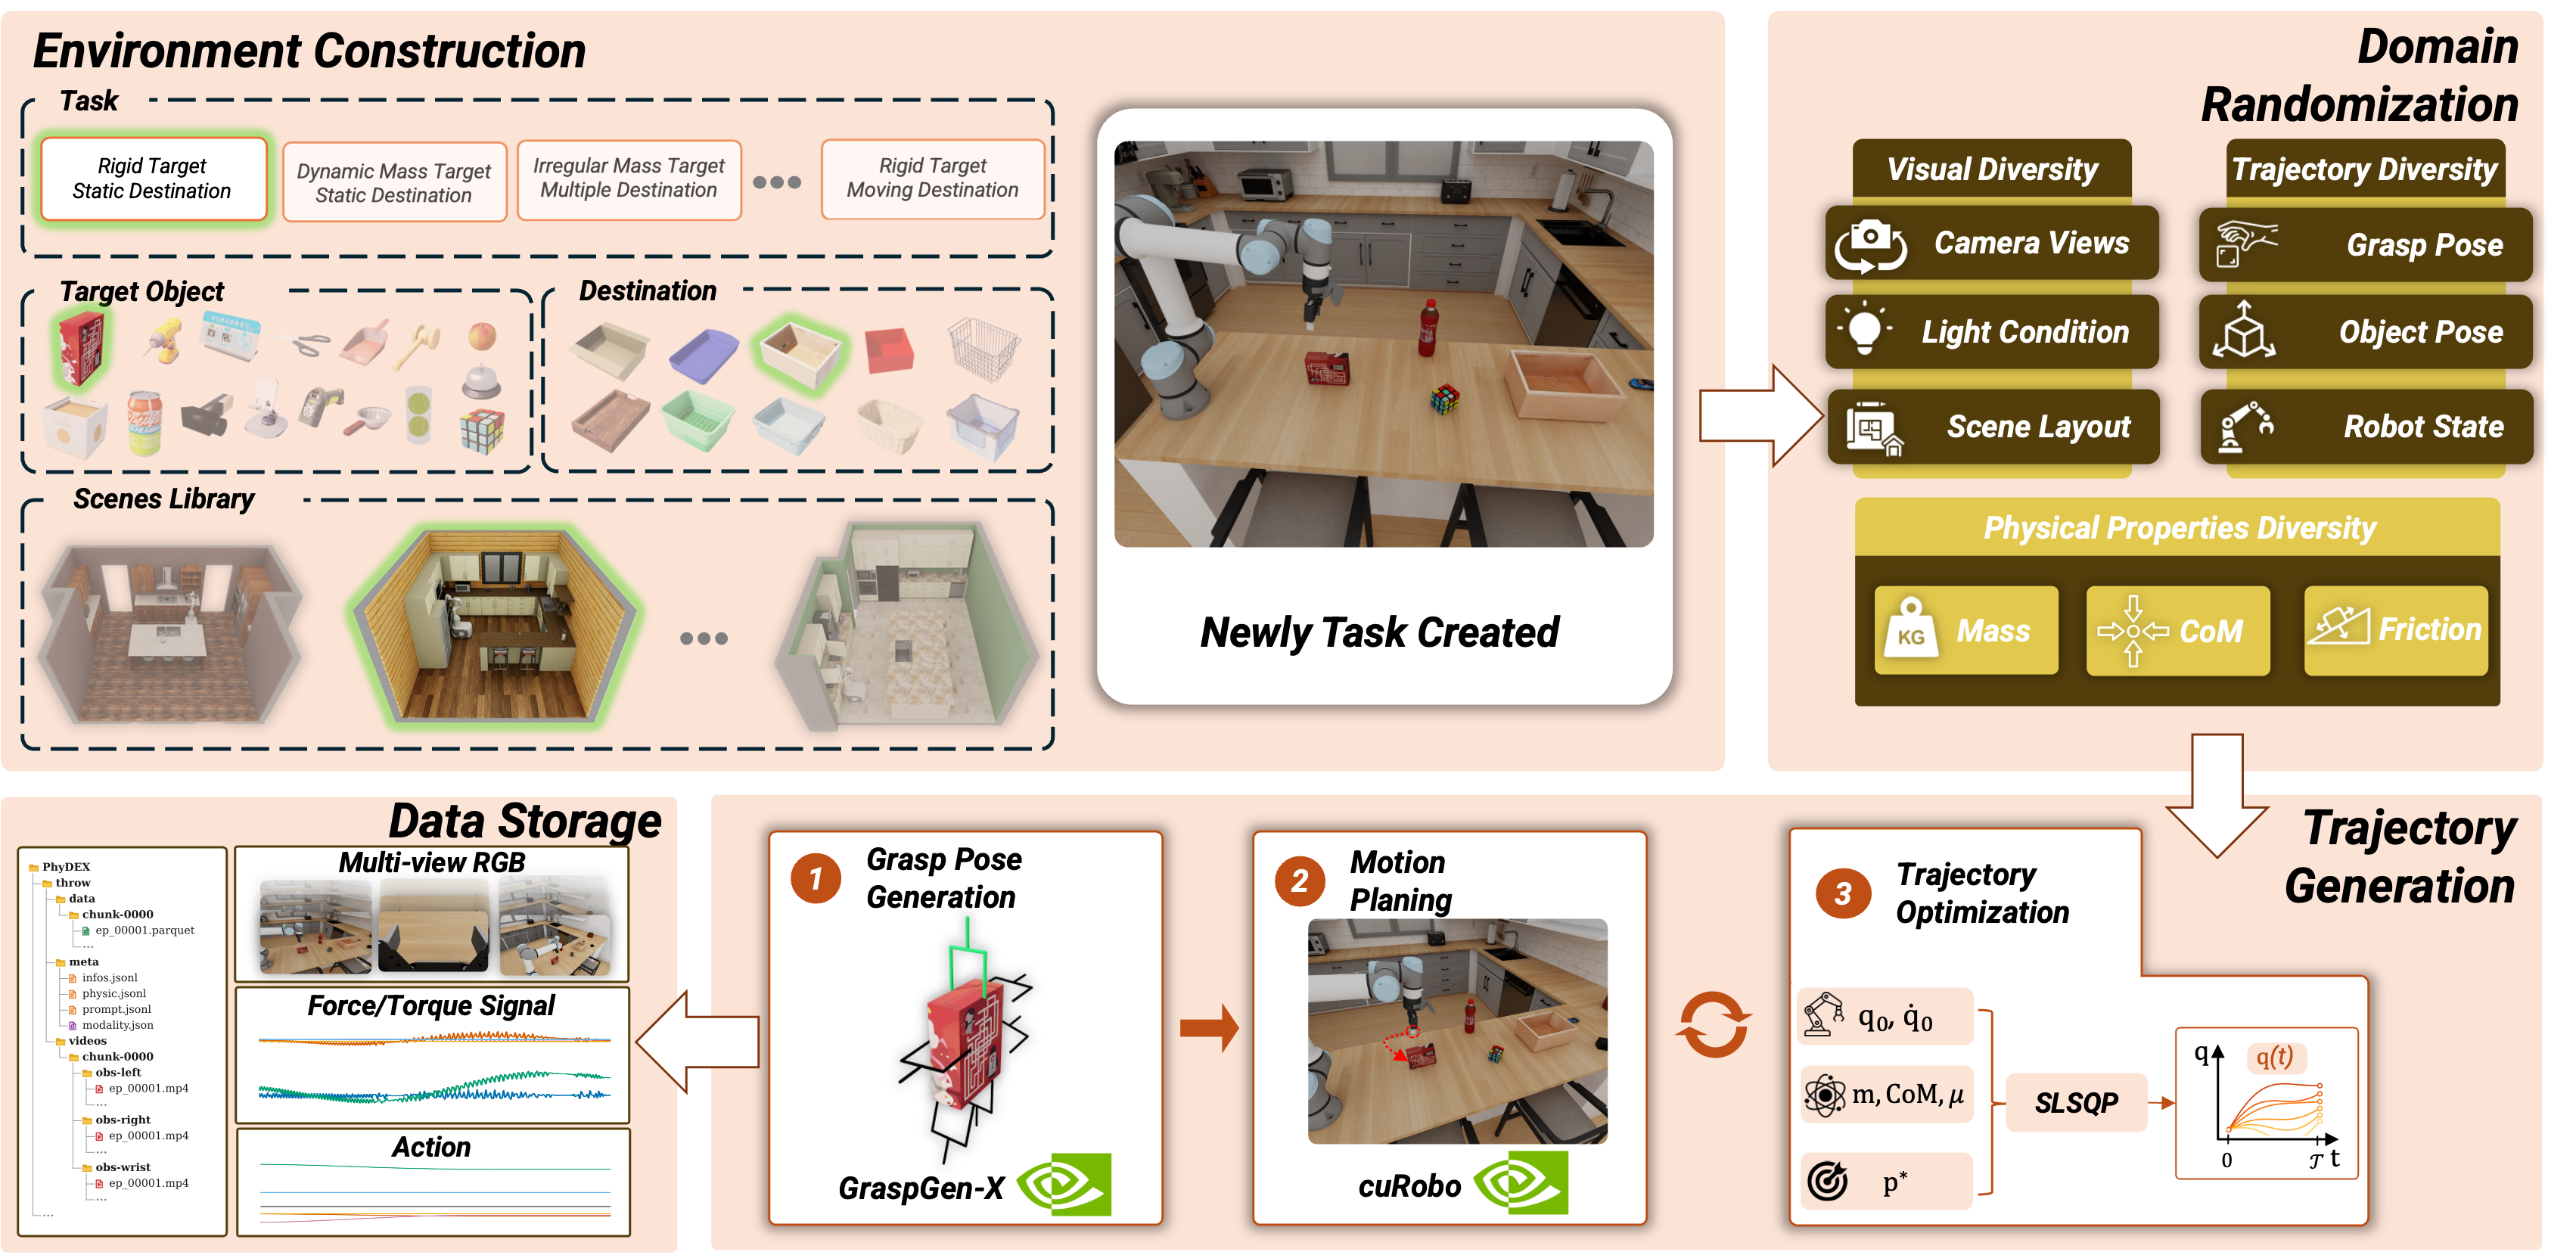 Environment Construction
Task
Rigid Target
Static Destination
Dynamic Mass Target
Static Destination
Irregular Mass Target
Multiple Destination
Rigid Target
Moving Destination
Target Object
Destination
Scenes Library
Newly Task Created
Domain
Randomization
Visual Diversity
Camera Views
Light Condition
Scene Layout
Trajectory Diversity
Grasp Pose
Object Pose
Robot State
Physical Properties Diversity
KG
Mass
CoM
Friction
Data Storage
PhyDEX
throw
data
chunk-0000
ep_00001.parquet
...
meta
infos.jsonl
physic.jsonl
prompt.jsonl
modality.json
videos
chunk-0000
obs-left
ep_00001.mp4
...
obs-right
ep_00001.mp4
...
obs-wrist
ep_00001.mp4
...
...
Multi-view RGB
Force/Torque Signal
Action
Trajectory
Generation
1
Grasp Pose
Generation
GraspGen-X
2
Motion
Planing
cuRobo
3
Trajectory
Optimization
q₀, q̇₀
m, CoM, μ
p*
SLSQP
q
q(t)
0
𝒯 t